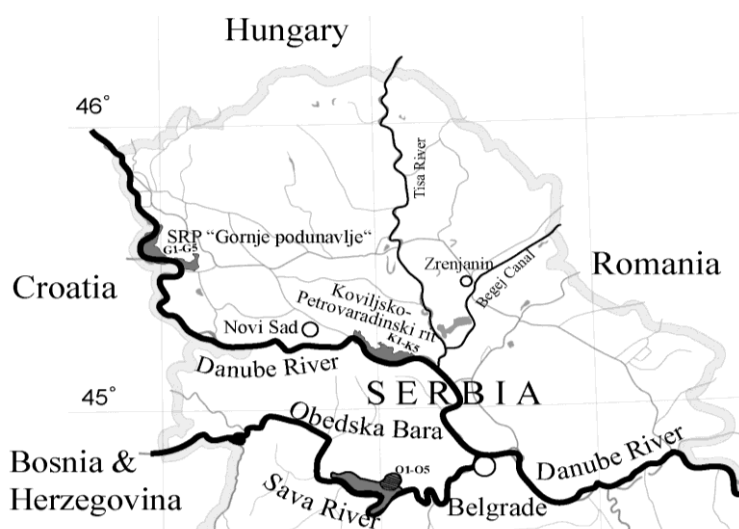 Hungary
46°
Tisa River
SRP “Gornje podunavlje“
G1-G5
Zrenjanin
Begej Canal
Romania
Croatia
Koviljsko-
Petrovaradinski rit
K1-K5
Novi Sad
Danube River
SERBIA
45°
Obedska Bara
O1-O5
Danube River
Bosnia &
Herzegovina
Sava River
Belgrade